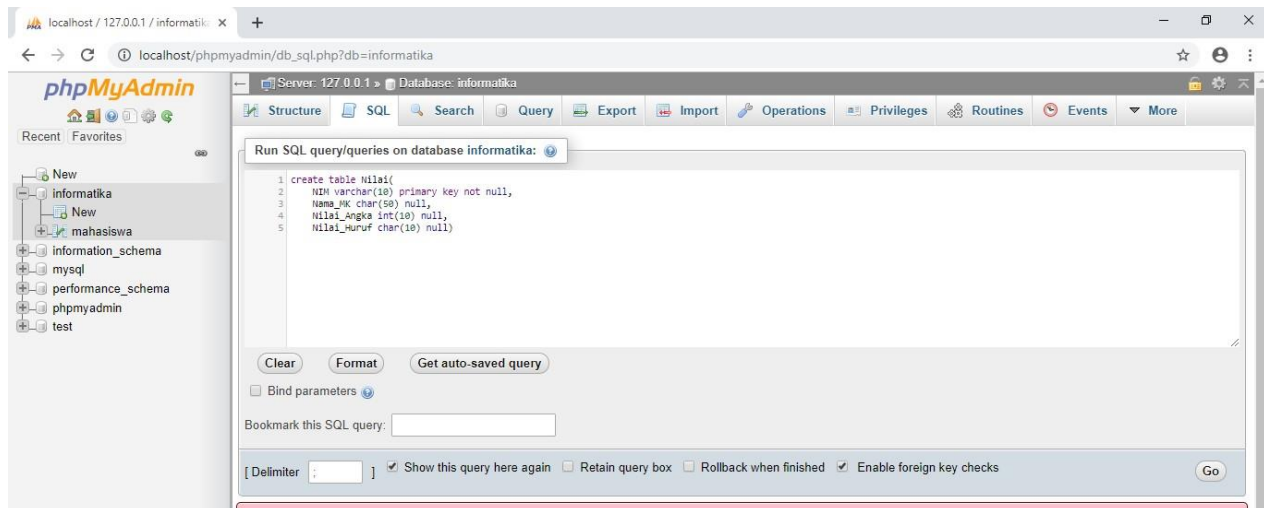 localhost / 127.0.0.1 / informatik
localhost/phpmyadmin/db_sql.php?db=informatika
phpMyAdmin
Recent Favorites
New
informatika
New
mahasiswa
information_schema
mysql
performance_schema
phpmyadmin
test
Server: 127.0.0.1 » Database: informatika
Structure SQL Search Query Export Import Operations Privileges Routines Events More
Run SQL query/queries on database informatika:
1 create table Nilai(
2 NIM varchar(10) primary key not null,
3 Nama_MK char(50) null,
4 Nilai_Angka int(10) null,
5 Nilai_Huruf char(10) null)
Clear Format Get auto-saved query
Bind parameters
Bookmark this SQL query:
[ Delimiter ; ] Show this query here again Retain query box Rollback when finished Enable foreign key checks Go